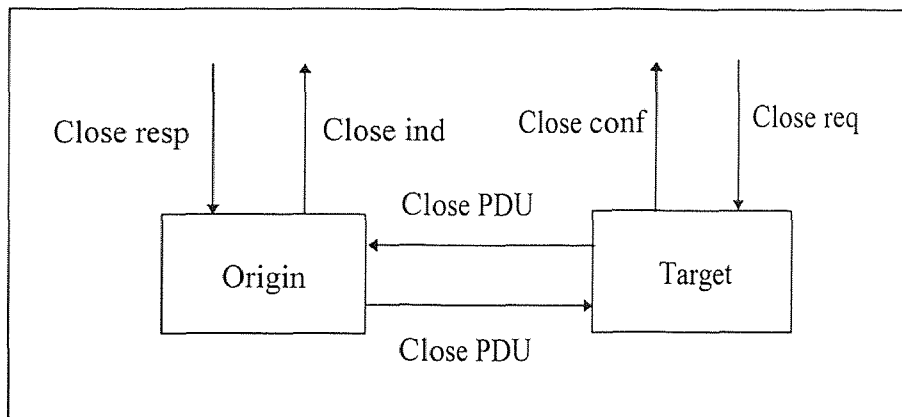 Close resp
Close ind
Close conf
Close req
Close PDU
Origin
Target
Close PDU